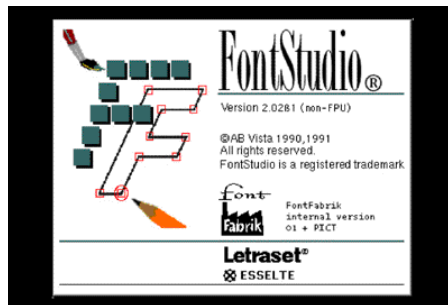 FontStudio®
Version 2.0281 (non-FPU)
©AB Vista 1990,1991
All rights reserved.
FontStudio is a registered trademark
font
Fabrik
FontFabrik
internal version
01 + PICT
Letraset®
ESSELTE